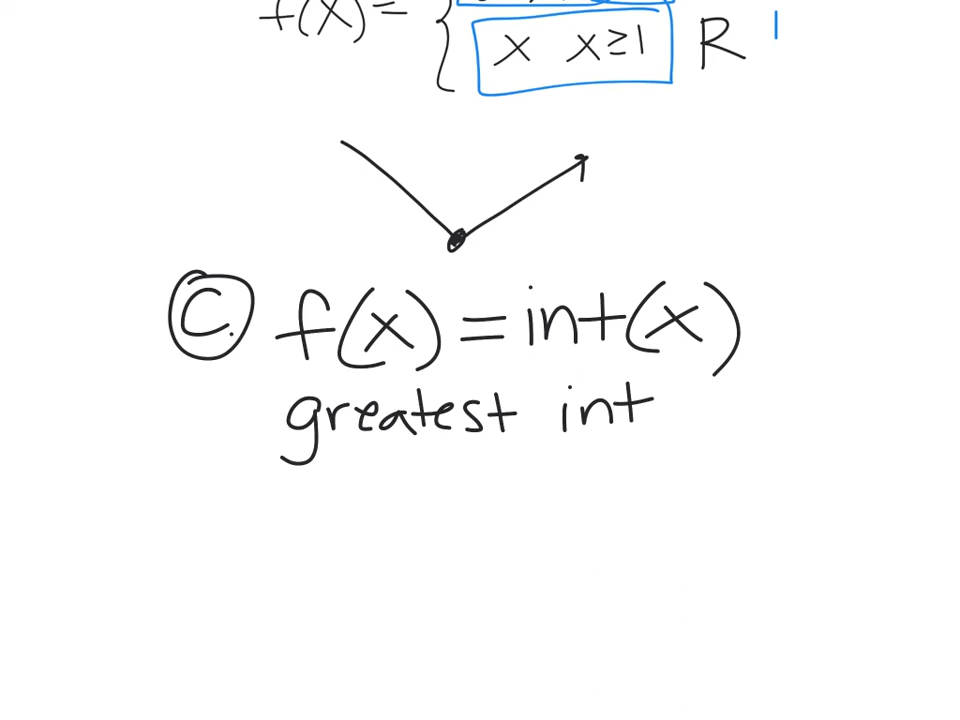 f(x) =
x x≥1 R
C. f(x) = int(x)
greatest int